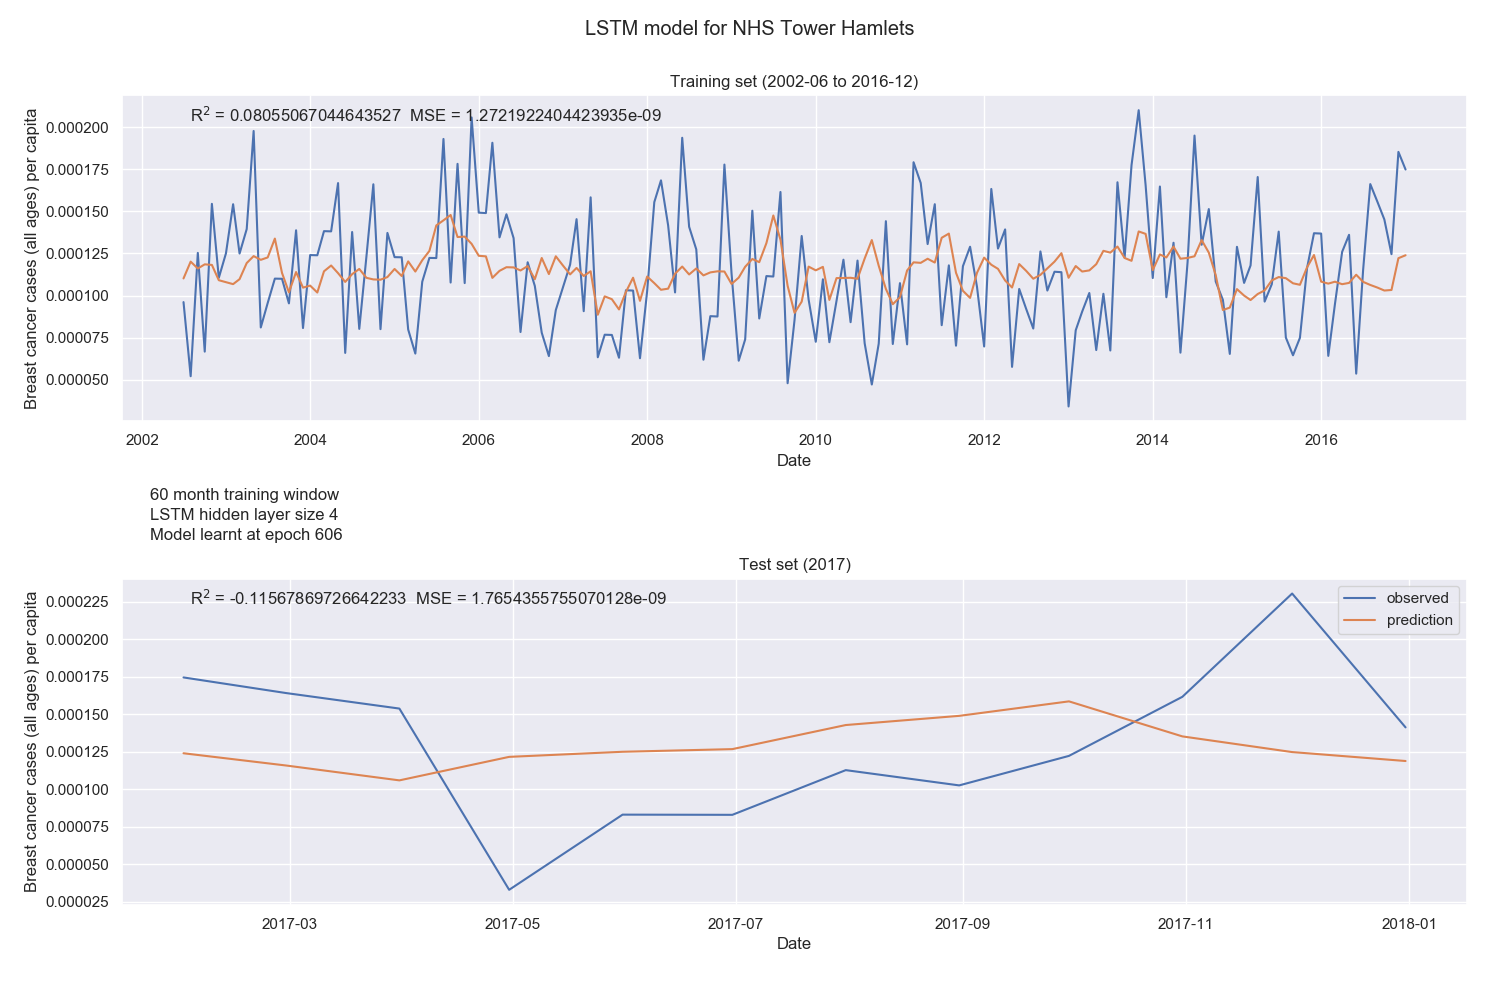 LSTM model for NHS Tower Hamlets
Training set (2002-06 to 2016-12)
R² = 0.08055067044643527  MSE = 1.2721922404423935e-09
Breast cancer cases (all ages) per capita
0.000200
0.000175
0.000150
0.000125
0.000100
0.000075
0.000050
2002 2004 2006 2008 2010 2012 2014 2016
Date
60 month training window
LSTM hidden layer size 4
Model learnt at epoch 606
Test set (2017)
R² = -0.11567869726642233  MSE = 1.7654355755070128e-09
observed
prediction
Breast cancer cases (all ages) per capita
0.000225
0.000200
0.000175
0.000150
0.000125
0.000100
0.000075
0.000050
0.000025
2017-03 2017-05 2017-07 2017-09 2017-11 2018-01
Date